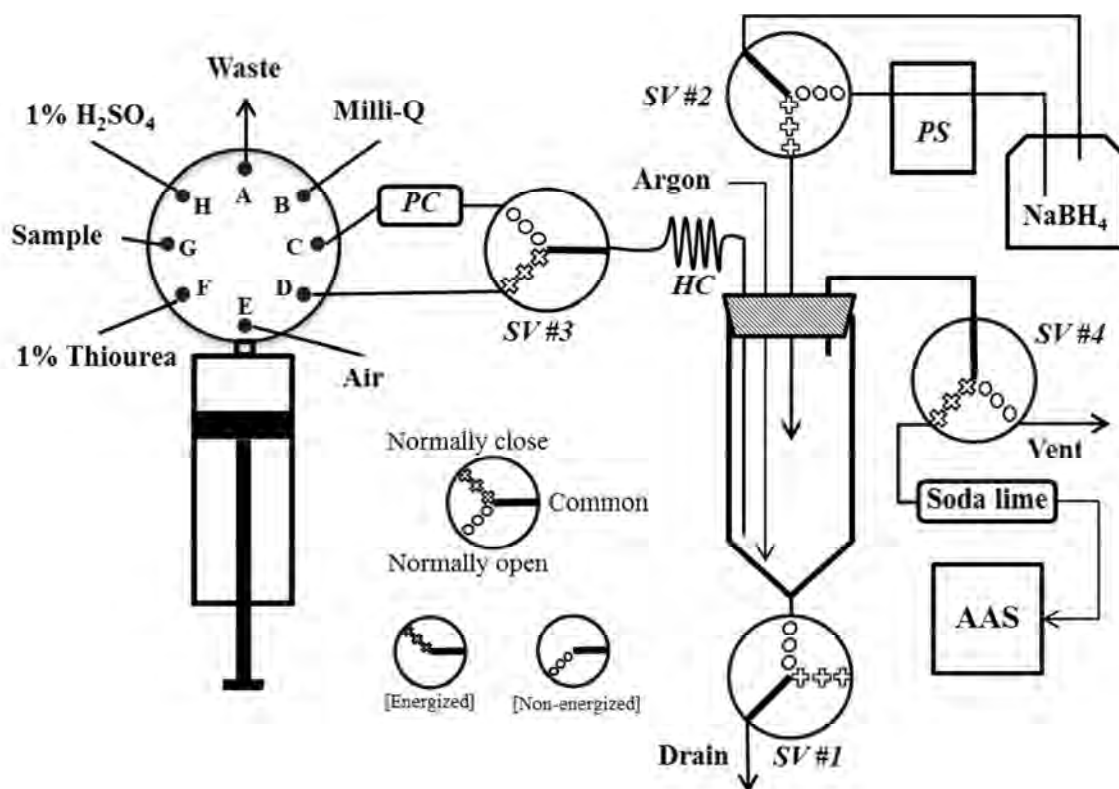 Waste
1% H₂SO₄
Milli-Q
SV #2
PS
NaBH₄
Argon
A
H
B
PC
Sample
G
C
F
D
E
HC
SV #3
SV #4
1% Thiourea
Air
Vent
Normally close
Common
Normally open
Soda lime
AAS
[Energized]
[Non-energized]
Drain
SV #1